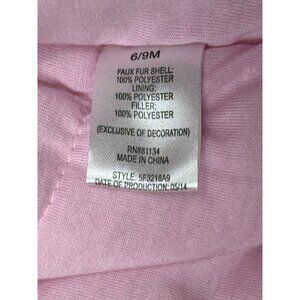 6/9M
FAUX FUR SHELL:
100% POLYESTER
LINING:
100% POLYESTER
FILLER:
100% POLYESTER
(EXCLUSIVE OF DECORATION)
RN#81134
MADE IN CHINA
STYLE: 5F3218A9
DATE OF PRODUCTION: 05/14